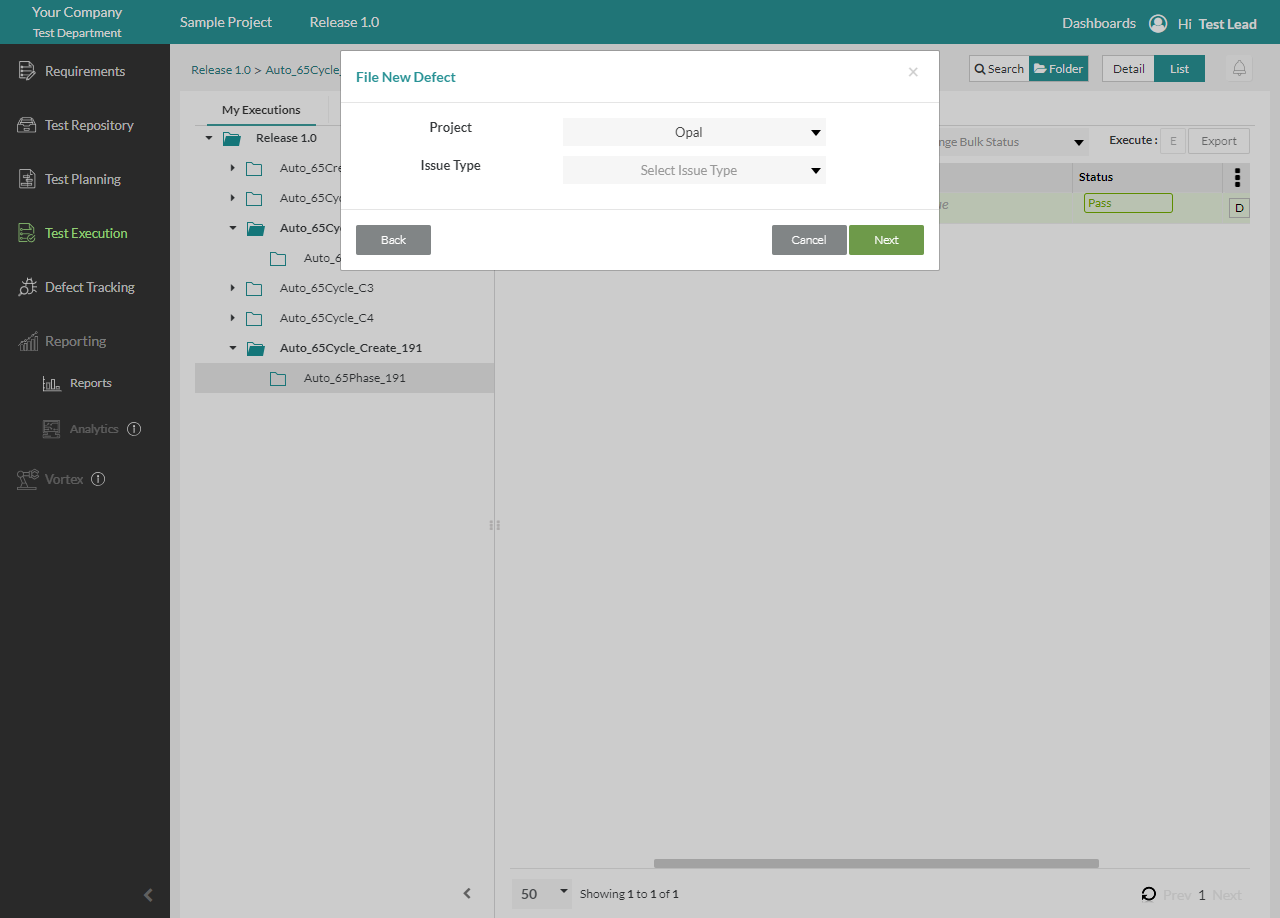 Your Company
Test Department
Sample Project
Release 1.0
Dashboards
Hi Test Lead
Requirements
Test Repository
Test Planning
Test Execution
Defect Tracking
Reporting
Reports
Analytics
Vortex
Release 1.0 > Auto_65Cycle_
Search
Folder
Detail
List
My Executions
Release 1.0
Auto_65Cre
Auto_65Cyc
Auto_65Cyc
Auto_6
Auto_65Cycle_C3
Auto_65Cycle_C4
Auto_65Cycle_Create_191
Auto_65Phase_191
File New Defect
×
Project
Opal
Issue Type
Select Issue Type
Back
Cancel
Next
nge Bulk Status
Execute :
E
Export
Status
ue
Pass
D
50
Showing 1 to 1 of 1
Prev 1 Next